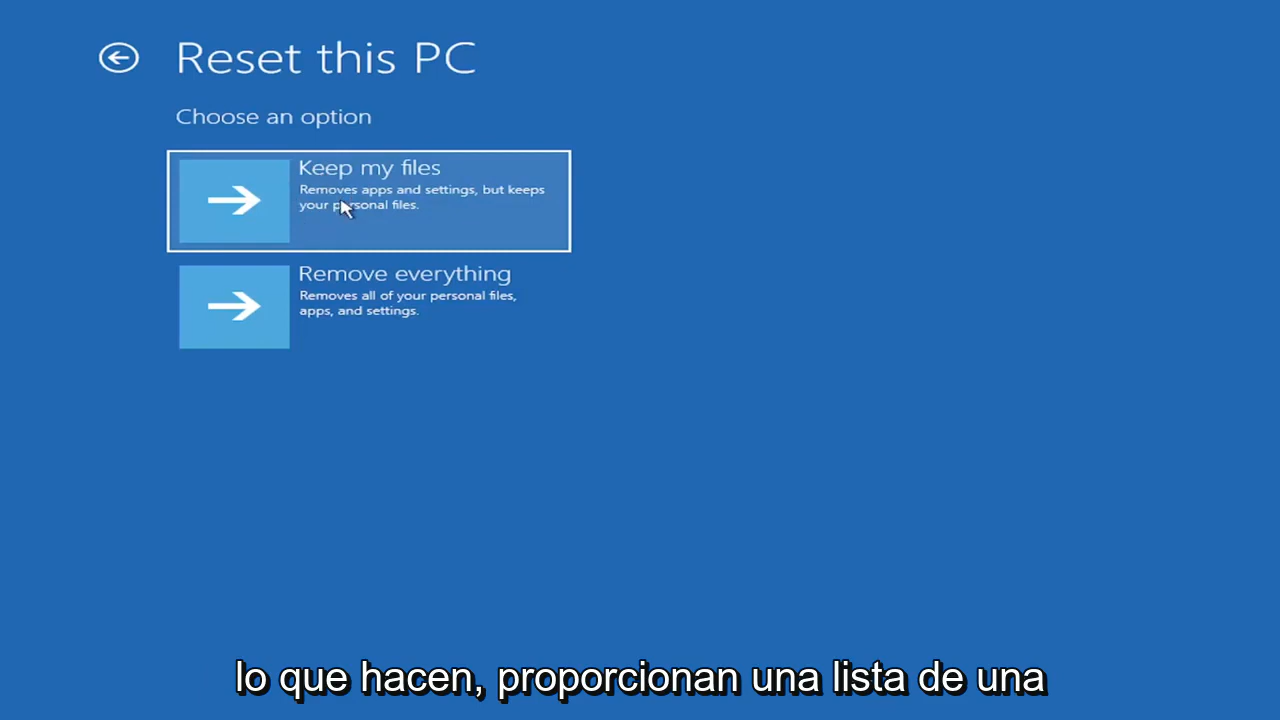 Reset this PC
Choose an option
Keep my files
Removes apps and settings, but keeps
your personal files.
Remove everything
Removes all of your personal files,
apps, and settings.
lo que hacen, proporcionan una lista de una